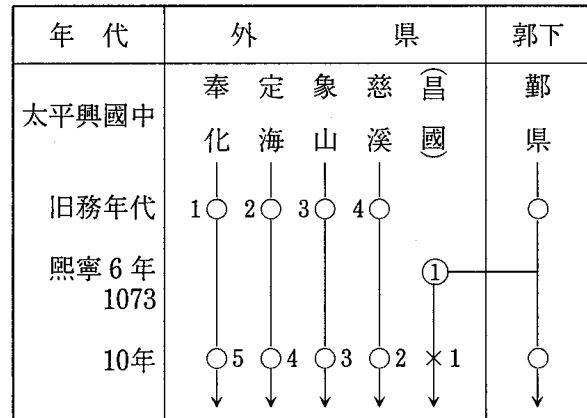 年代 外県 郭下
太平興國中 奉化 定海 象山 慈溪 (昌國) 鄞県
旧務年代 1 2 3 4
熙寧6年 ①
1073
10年 5 4 3 2 ×1